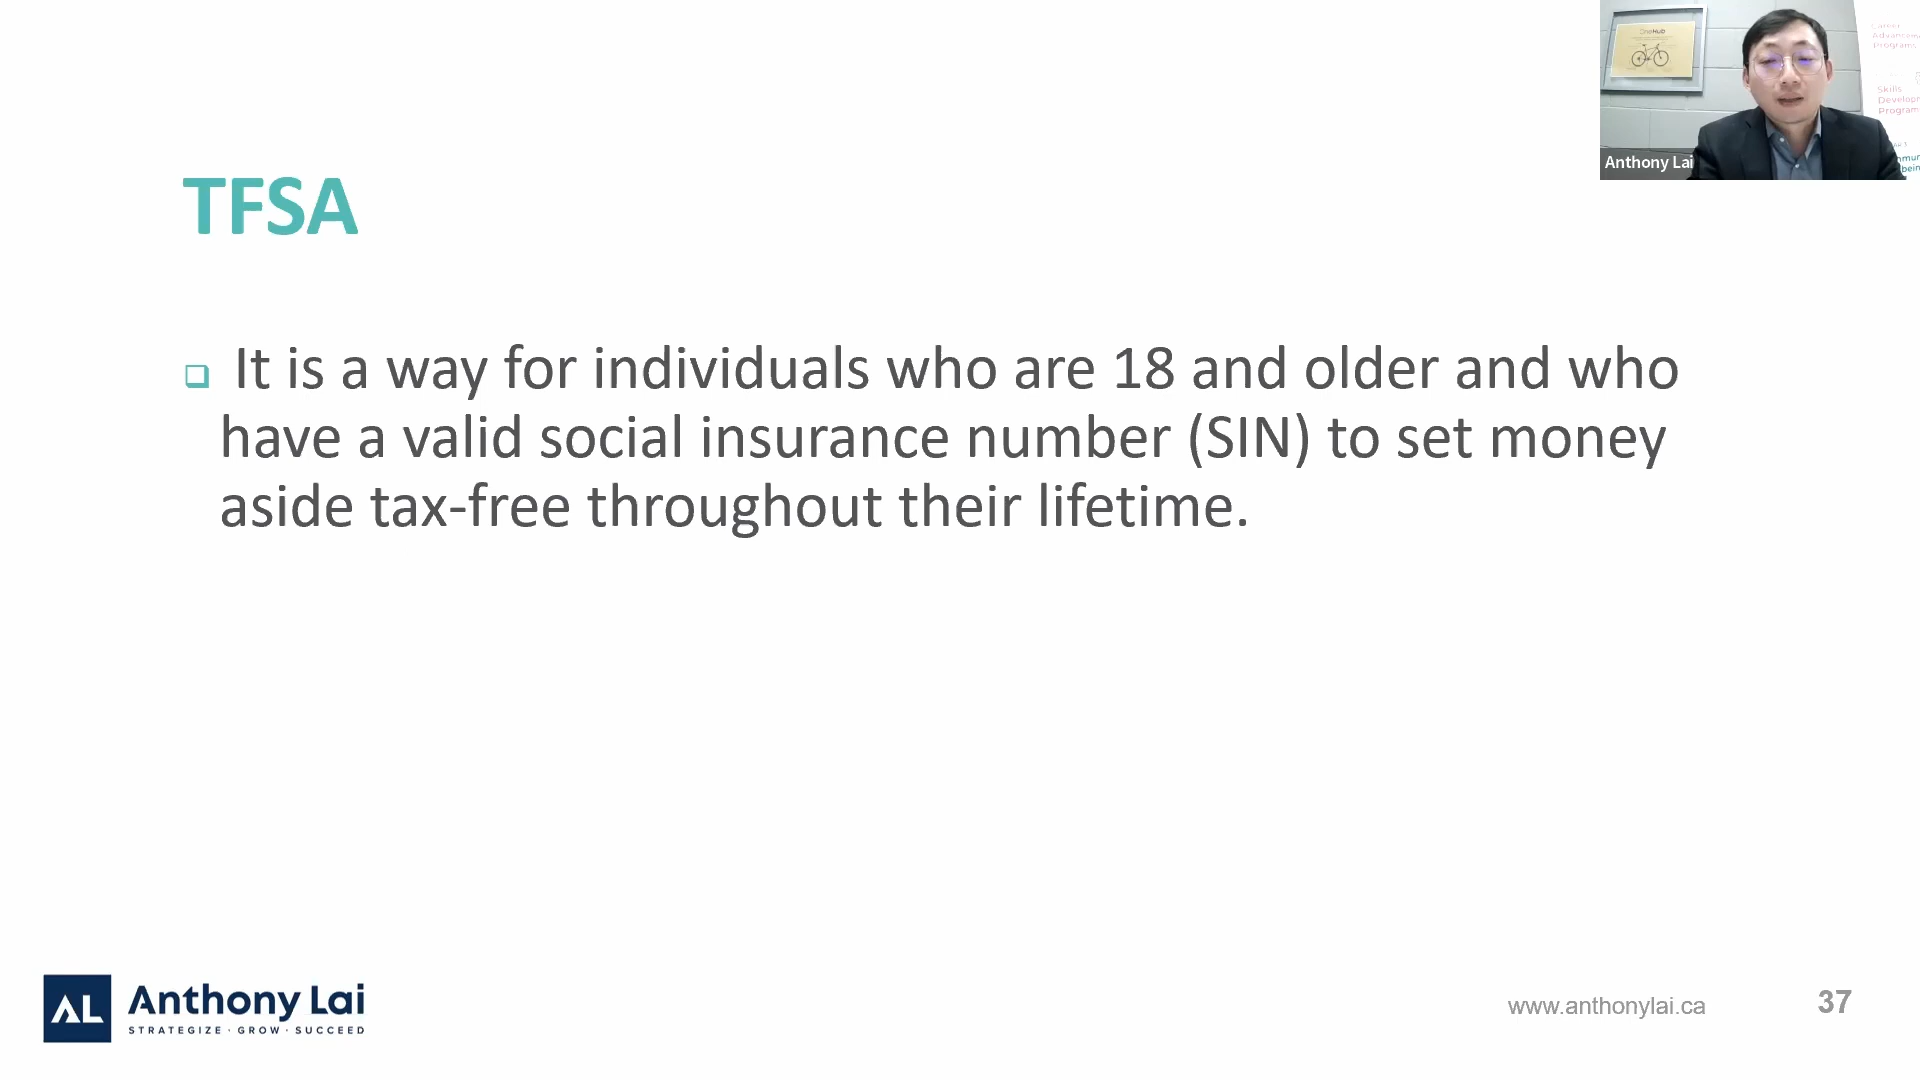 TFSA
It is a way for individuals who are 18 and older and who
have a valid social insurance number (SIN) to set money
aside tax-free throughout their lifetime.
OneHub
Skills
Anthony Lai
AL
Anthony Lai
STRATEGIZE · GROW · SUCCEED
www.anthonylai.ca
37